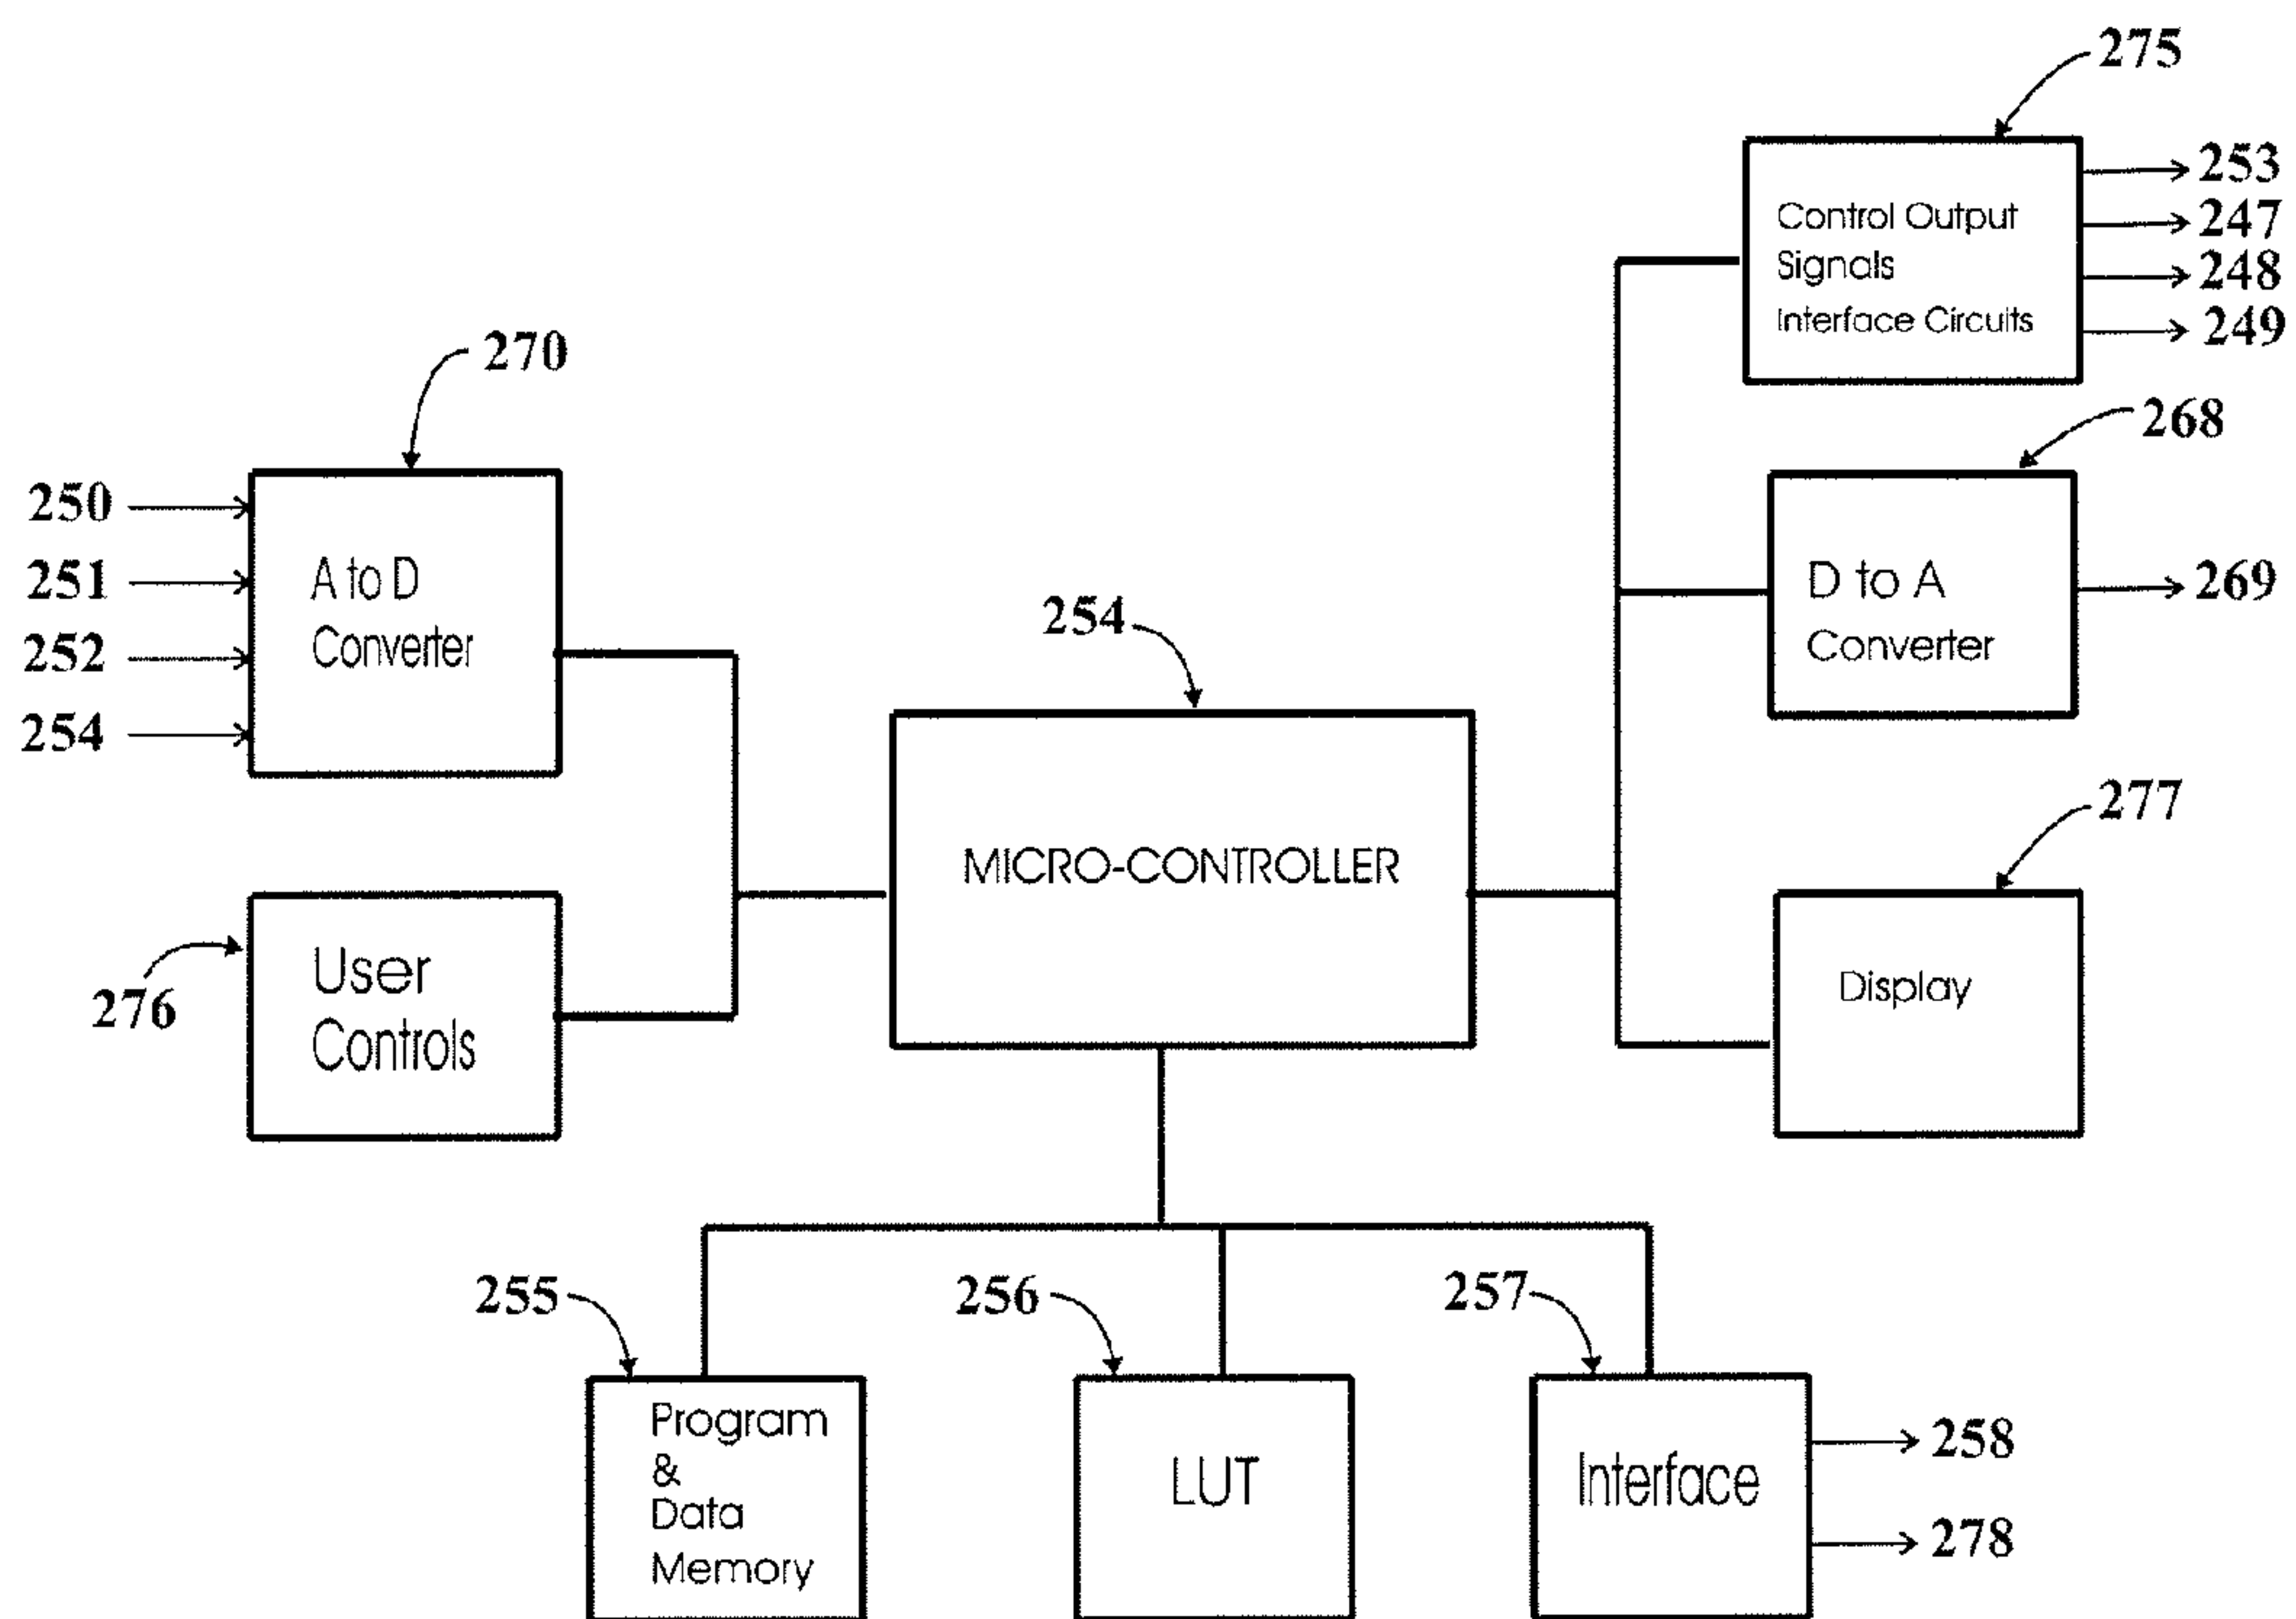 275
253
Control Output
247
Signals
248
Interface Circuits
249
270
268
250
251
A to D
Converter
252
254
D to A
Converter
269
254
277
MICRO-CONTROLLER
276
User
Controls
Display
255
256
257
Program
&
Data
Memory
LUT
Interface
258
278